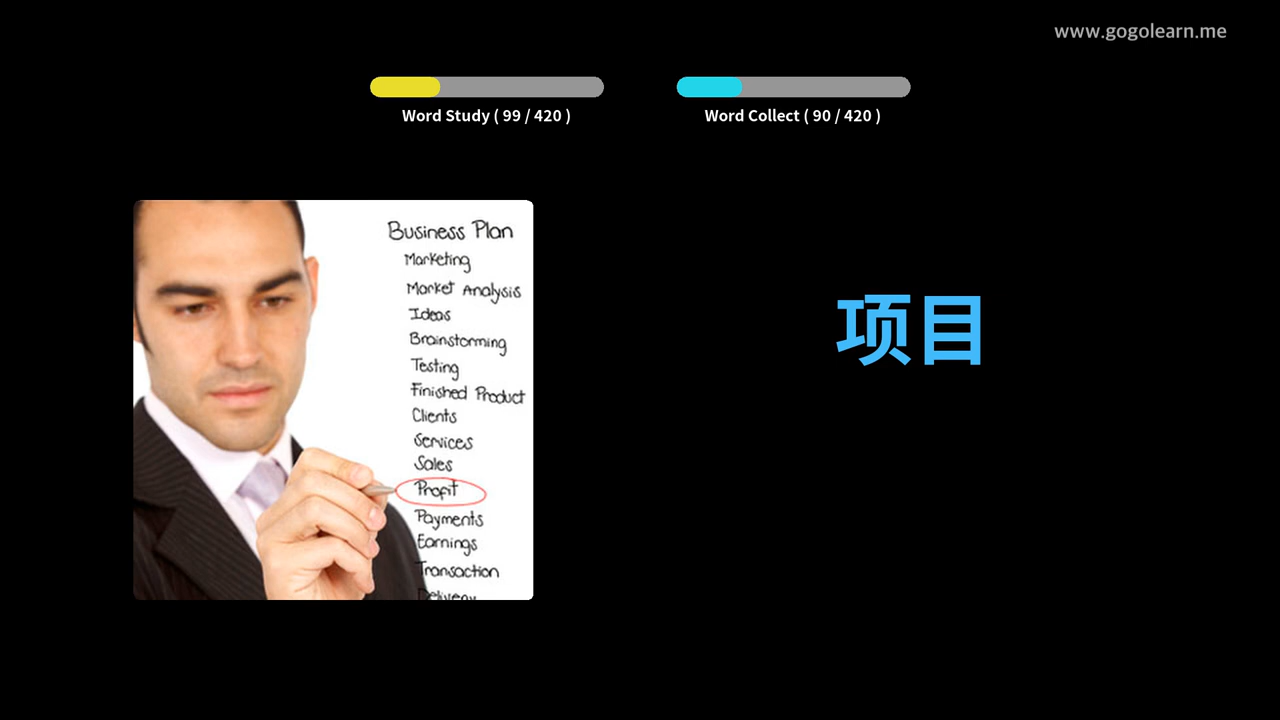 www.gogolearn.me
Word Study ( 99 / 420 )
Word Collect ( 90 / 420 )
Business Plan
Marketing
Market Analysis
Ideas
Brainstorming
Testing
Finished Product
Clients
Services
Sales
Profit
Payments
Earnings
Transaction
Delivery
项目